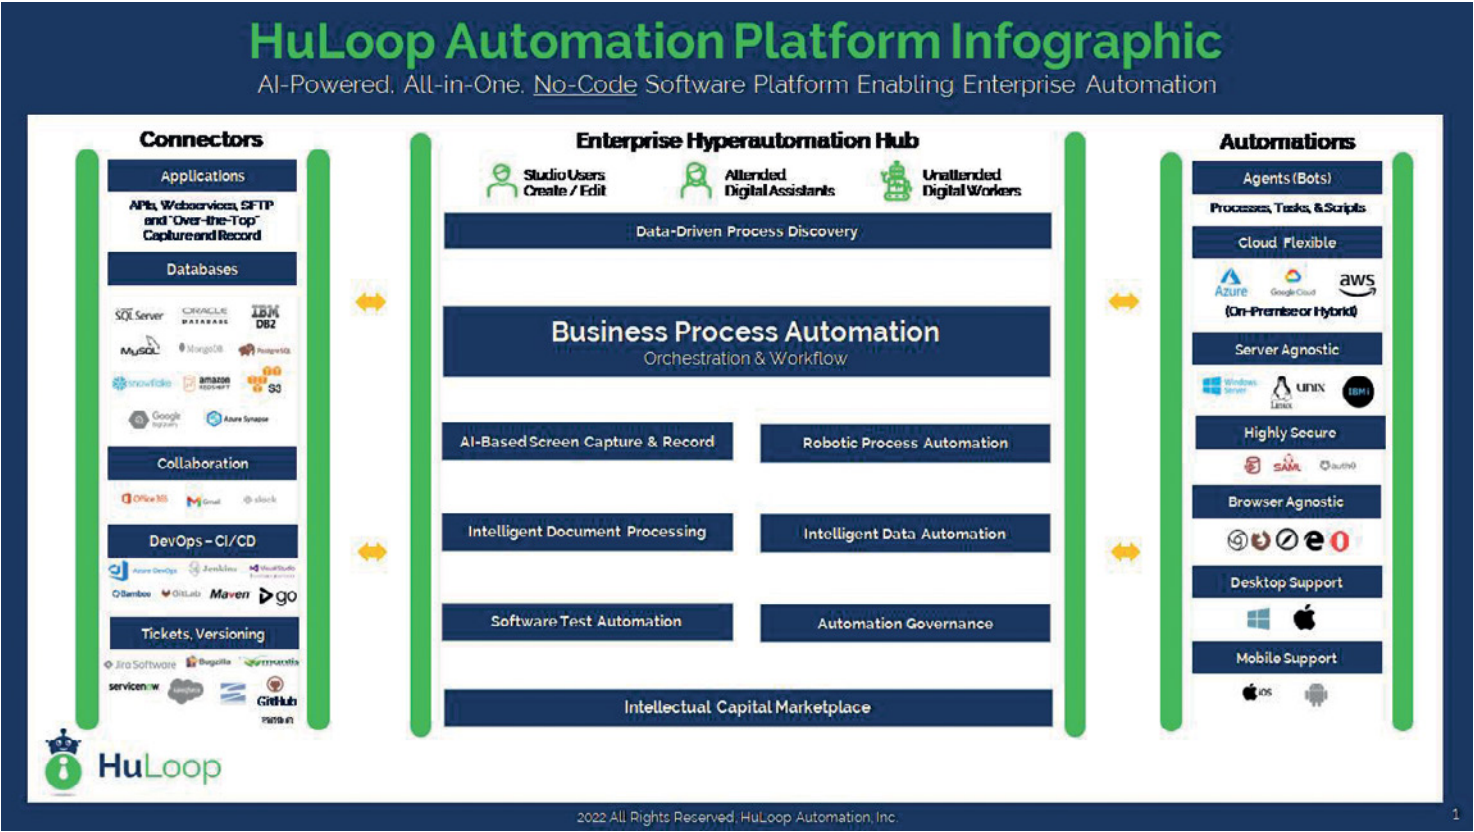 HuLoop Automation Platform Infographic
AI-Powered. All-in-One. No-Code Software Platform Enabling Enterprise Automation
Connectors
Applications
APIs, Webservices, SFTP
and "Over-the-Top"
Capture and Record
Databases
SQL Server
ORACLE
DATABASE
IBM
DB2
MySQL
MongoDB
PostgreSQL
snowflake
amazon
REDSHIFT
S3
Google
Azure Synapse
Collaboration
Office 365
Gmail
slack
DevOps – CI/CD
Azure DevOps
Jenkins
Visual Studio
Bamboo
GitLab
Maven
go
Tickets, Versioning
Jira Software
Bugzilla
mantis
servicenow
GitHub
Enterprise Hyperautomation Hub
Studio Users
Create / Edit
Attended
Digital Assistants
Unattended
Digital Workers
Data-Driven Process Discovery
Business Process Automation
Orchestration & Workflow
AI-Based Screen Capture & Record
Robotic Process Automation
Intelligent Document Processing
Intelligent Data Automation
Software Test Automation
Automation Governance
Intellectual Capital Marketplace
Automations
Agents (Bots)
Processes, Tasks, & Scripts
Cloud Flexible
Azure
Google Cloud
aws
(On-Premise or Hybrid)
Server Agnostic
Windows
Server
Linux
UNIX
IBM i
Highly Secure
SAML
auth0
Browser Agnostic
Desktop Support
Mobile Support
iOS
HuLoop
2022 All Rights Reserved, HuLoop Automation, Inc.
1